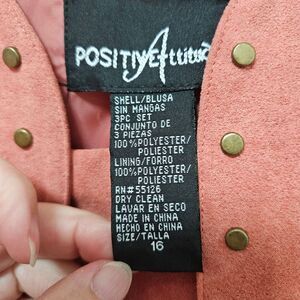 POSITIVE Attitude
SHELL/BLUSA
SIN MANGAS
3PC SET
CONJUNTO DE
3 PIEZAS
100%POLYESTER/
POLIESTER
LINING/FORRO
100%POLYESTER/
POLIESTER
RN#55126
DRY CLEAN
LAVAR EN SECO
MADE IN CHINA
HECHO EN CHINA
SIZE/TALLA
16